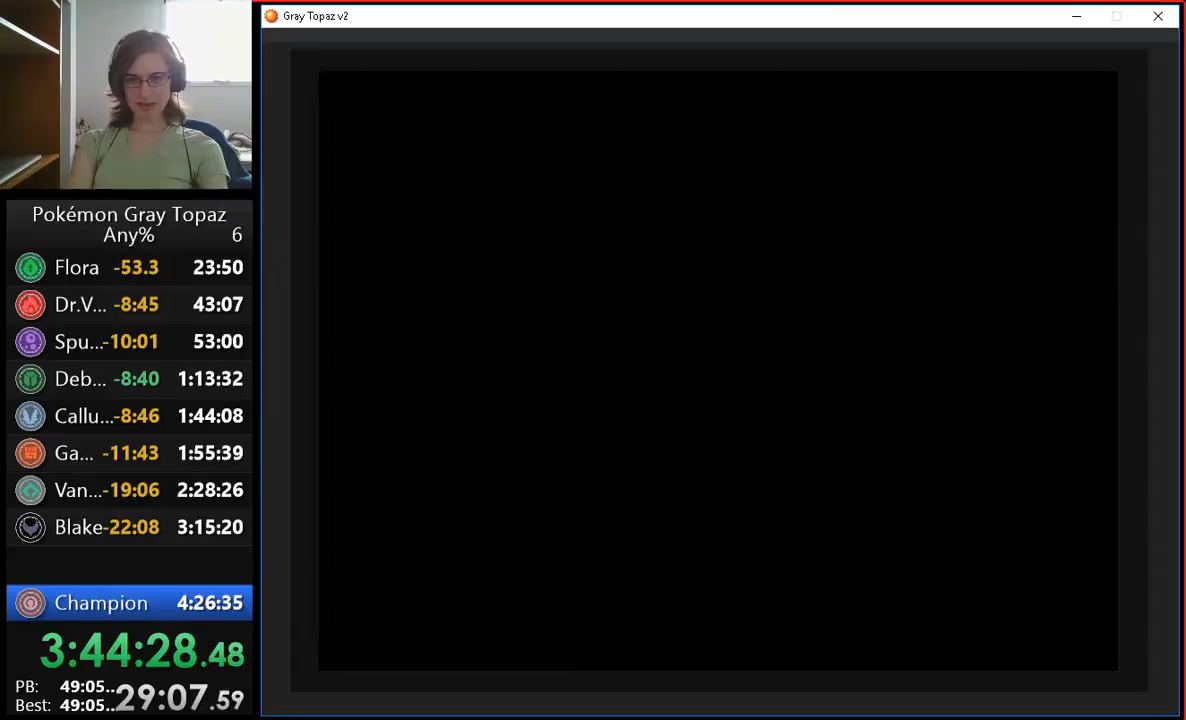 Gray Topaz v2
Pokémon Gray Topaz
Any% 6
Flora -53.3 23:50
Dr.V... -8:45 43:07
Spu... -10:01 53:00
Deb... -8:40 1:13:32
Callu... -8:46 1:44:08
Ga... -11:43 1:55:39
Van... -19:06 2:28:26
Blake -22:08 3:15:20
Champion 4:26:35
3:44:28.48
PB: 49:05..
Best: 49:05..
29:07.59